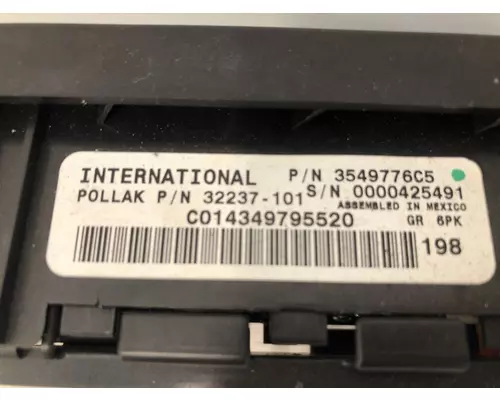 INTERNATIONAL P/N 3549776C5
POLLAK P/N 32237-101 S/N 0000425491
ASSEMBLED IN MEXICO
C014349795520 GR 6PK
198